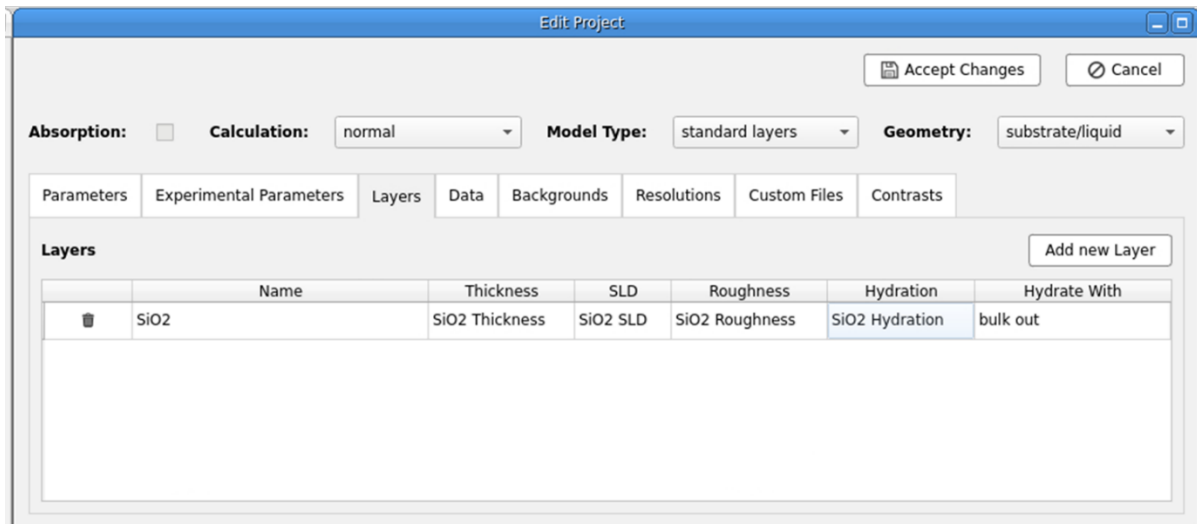 Edit Project
Accept Changes Cancel
Absorption: Calculation: normal Model Type: standard layers Geometry: substrate/liquid
Parameters Experimental Parameters Layers Data Backgrounds Resolutions Custom Files Contrasts
Layers Add new Layer
Name Thickness SLD Roughness Hydration Hydrate With
SiO2 SiO2 Thickness SiO2 SLD SiO2 Roughness SiO2 Hydration bulk out